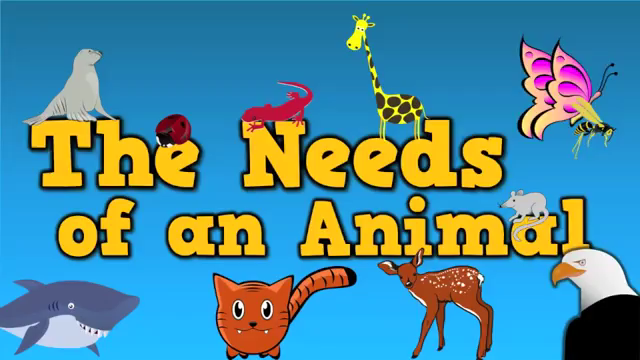 The Needs
of an Animal